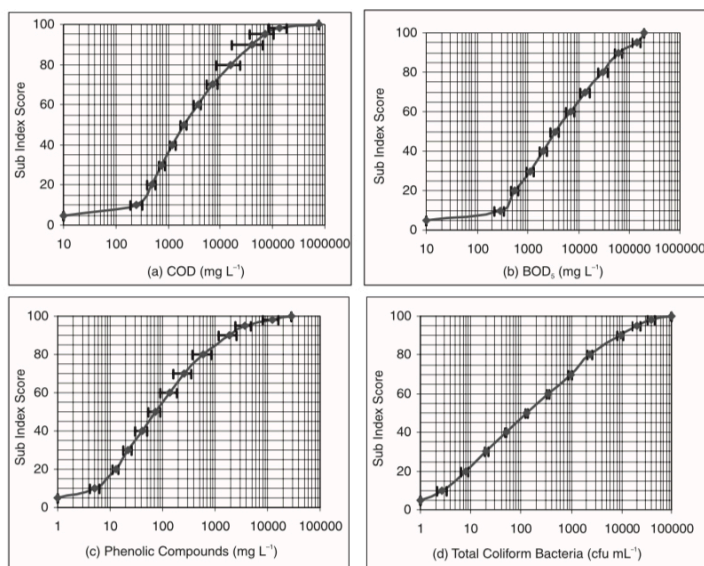 100
80
60
40
20
0
Sub Index Score
10 100 1000 10000 100000 1000000
(a) COD (mg L⁻¹)
100
80
60
40
20
0
Sub Index Score
10 100 1000 10000 100000 1000000
(b) BOD₅ (mg L⁻¹)
100
80
60
40
20
0
Sub Index Score
1 10 100 1000 10000 100000
(c) Phenolic Compounds (mg L⁻¹)
100
80
60
40
20
0
Sub Index Score
1 10 100 1000 10000 100000
(d) Total Coliform Bacteria (cfu mL⁻¹)